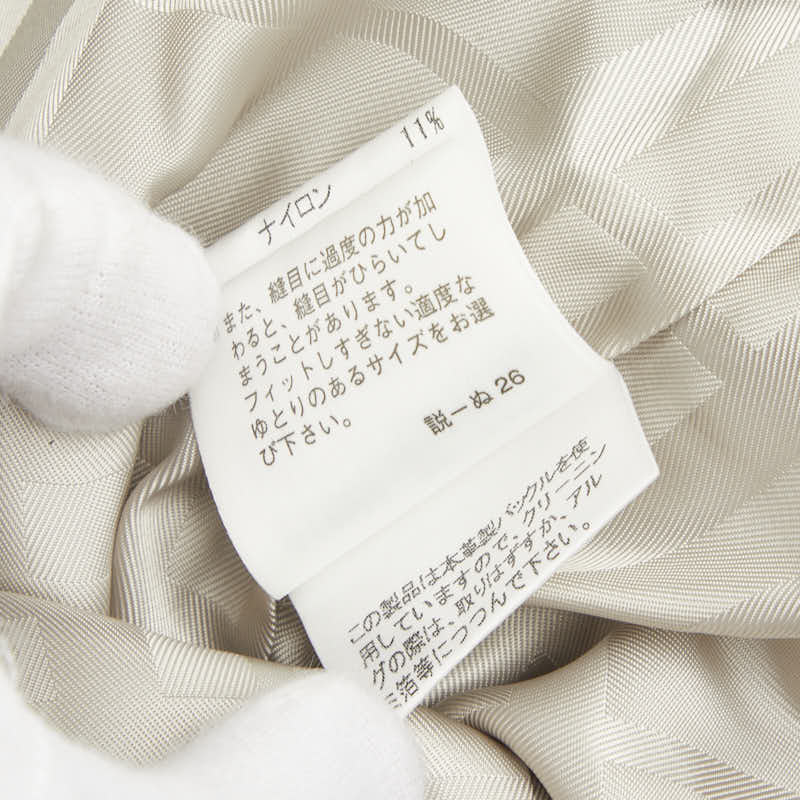 ナイロン 11%
また、縫目に過度の力が加
わると、縫目がひらいてし
まうことがあります。
フィットしすぎない適度な
ゆとりのあるサイズをお選
び下さい。
説一ぬ 26
この製品は本革製バックルを使
用していますので、クリーニン
グの際は、取りはずすか、アル
ミ箔等につつんで下さい。